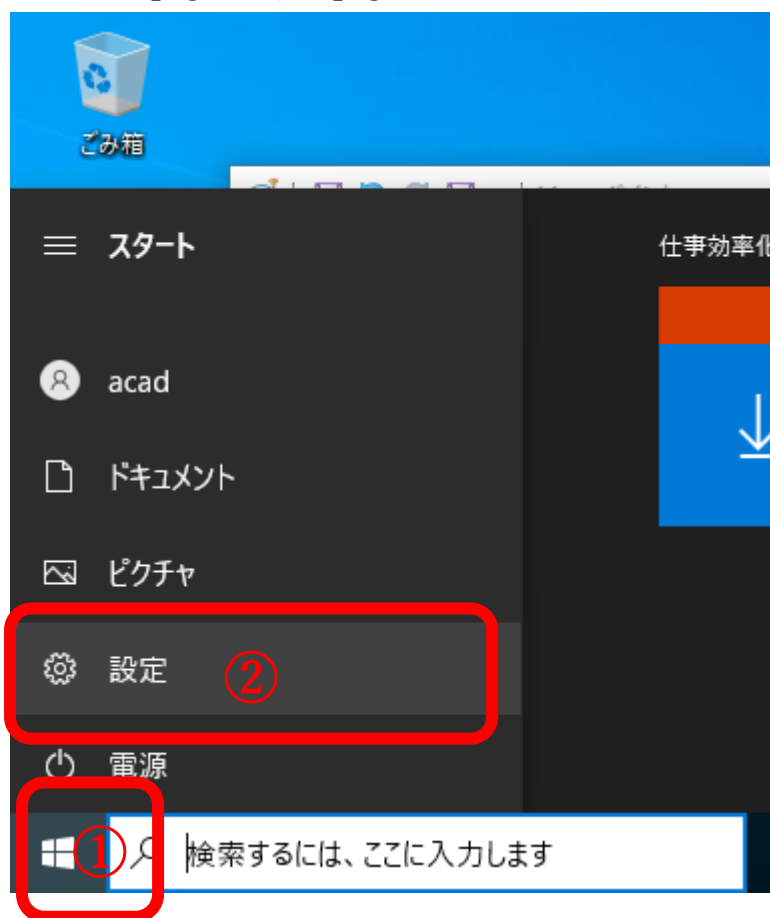 ごみ箱
スタート
仕事効率化
acad
ドキュメント
ピクチャ
設定
②
電源
①
検索するには、ここに入力します